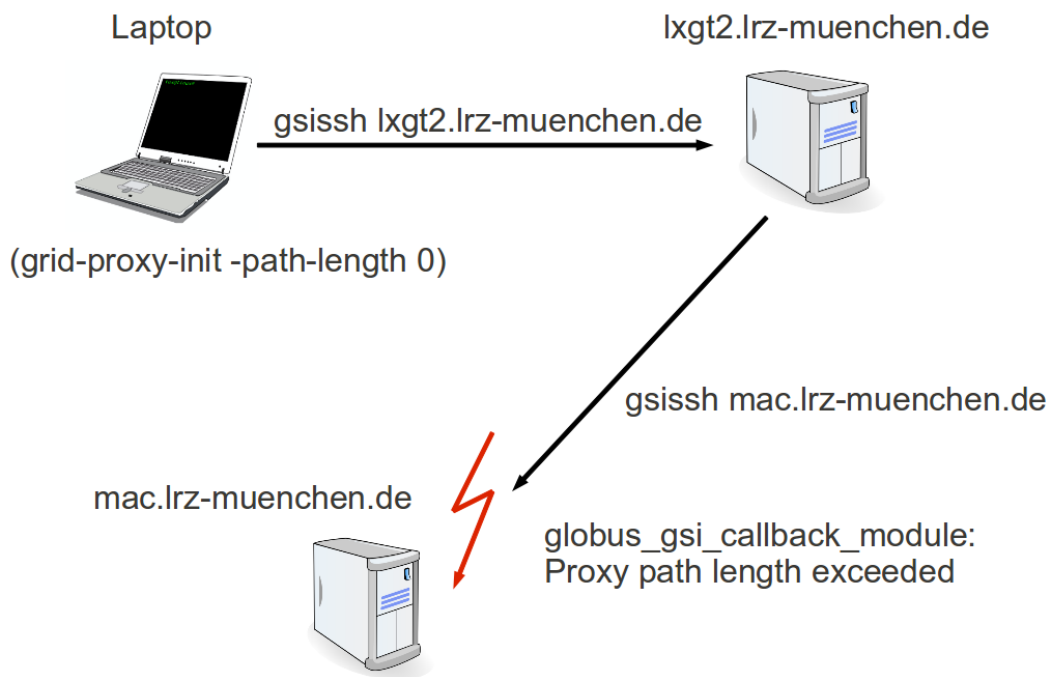 Laptop
lxgt2.lrz-muenchen.de
gsissh lxgt2.lrz-muenchen.de
(grid-proxy-init -path-length 0)
gsissh mac.lrz-muenchen.de
mac.lrz-muenchen.de
globus_gsi_callback_module:
Proxy path length exceeded